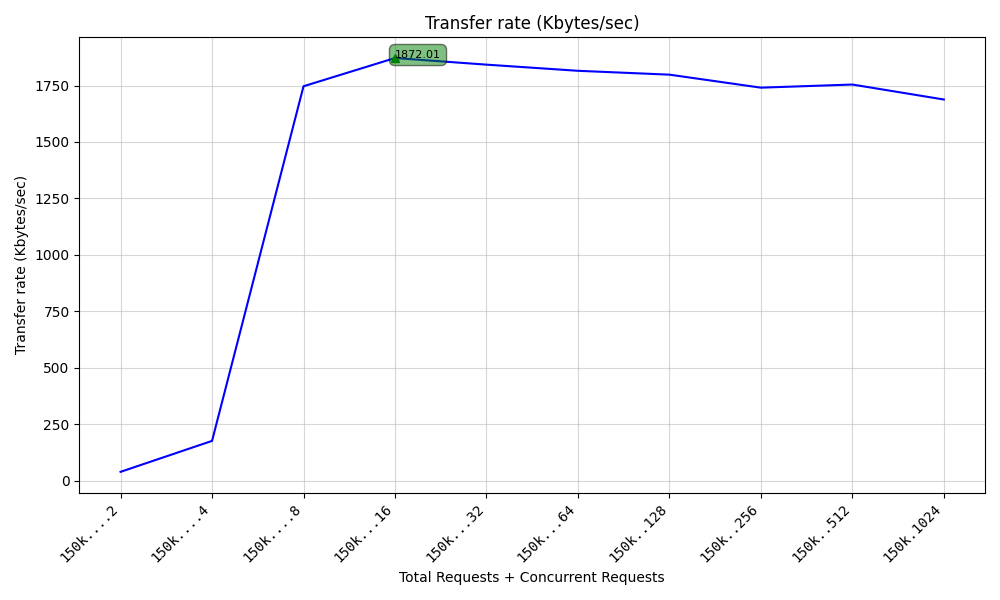 Transfer rate (Kbytes/sec)
1872.01
Transfer rate (Kbytes/sec)
1750
1500
1250
1000
750
500
250
0
150k....2
150k....4
150k....8
150k...16
150k...32
150k...64
150k..128
150k..256
150k..512
150k.1024
Total Requests + Concurrent Requests